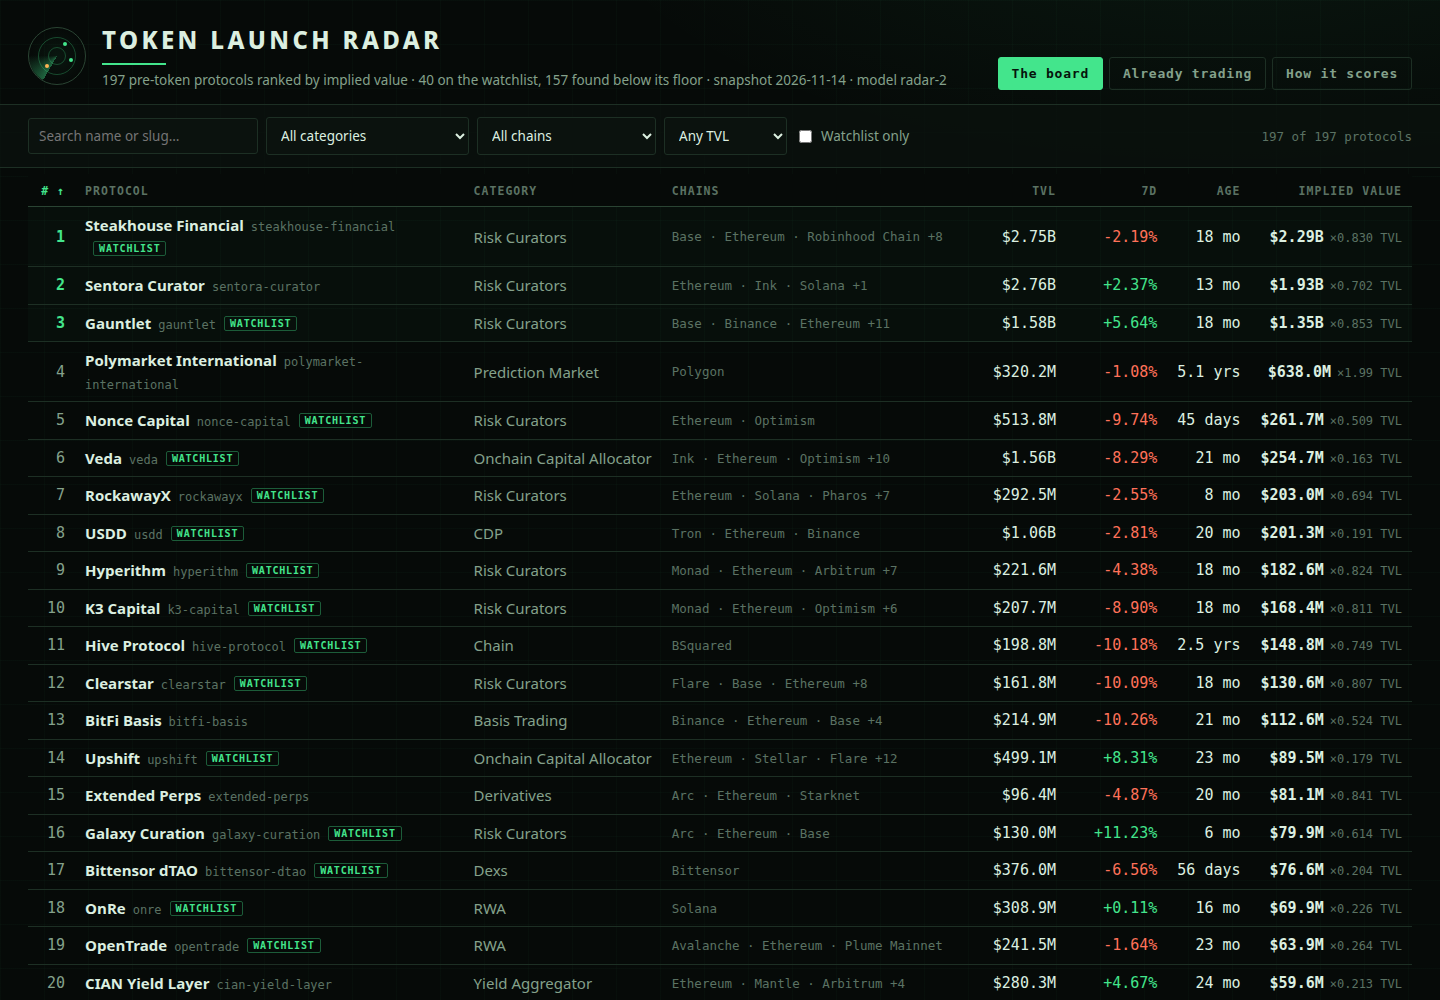 TOKEN LAUNCH RADAR
197 pre-token protocols ranked by implied value · 40 on the watchlist, 157 found below its floor · snapshot 2026-11-14 · model radar-2
The board Already trading How it scores
Search name or slug... All categories All chains Any TVL Watchlist only 197 of 197 protocols
# ↑ PROTOCOL CATEGORY CHAINS TVL 7D AGE IMPLIED VALUE
1 Steakhouse Financial steakhouse-financial WATCHLIST Risk Curators Base · Ethereum · Robinhood Chain +8 $2.75B -2.19% 18 mo $2.29B ×0.830 TVL
2 Sentora Curator sentora-curator Risk Curators Ethereum · Ink · Solana +1 $2.76B +2.37% 13 mo $1.93B ×0.702 TVL
3 Gauntlet gauntlet WATCHLIST Risk Curators Base · Binance · Ethereum +11 $1.58B +5.64% 18 mo $1.35B ×0.853 TVL
4 Polymarket International polymarket-international Prediction Market Polygon $320.2M -1.08% 5.1 yrs $638.0M ×1.99 TVL
5 Nonce Capital nonce-capital WATCHLIST Risk Curators Ethereum · Optimism $513.8M -9.74% 45 days $261.7M ×0.509 TVL
6 Veda veda WATCHLIST Onchain Capital Allocator Ink · Ethereum · Optimism +10 $1.56B -8.29% 21 mo $254.7M ×0.163 TVL
7 RockawayX rockawayx WATCHLIST Risk Curators Ethereum · Solana · Pharos +7 $292.5M -2.55% 8 mo $203.0M ×0.694 TVL
8 USDD usdd WATCHLIST CDP Tron · Ethereum · Binance $1.06B -2.81% 20 mo $201.3M ×0.191 TVL
9 Hyperithm hyperithm WATCHLIST Risk Curators Monad · Ethereum · Arbitrum +7 $221.6M -4.38% 18 mo $182.6M ×0.824 TVL
10 K3 Capital k3-capital WATCHLIST Risk Curators Monad · Ethereum · Optimism +6 $207.7M -8.90% 18 mo $168.4M ×0.811 TVL
11 Hive Protocol hive-protocol WATCHLIST Chain BSquared $198.8M -10.18% 2.5 yrs $148.8M ×0.749 TVL
12 Clearstar clearstar WATCHLIST Risk Curators Flare · Base · Ethereum +8 $161.8M -10.09% 18 mo $130.6M ×0.807 TVL
13 BitFi Basis bitfi-basis Basis Trading Binance · Ethereum · Base +4 $214.9M -10.26% 21 mo $112.6M ×0.524 TVL
14 Upshift upshift WATCHLIST Onchain Capital Allocator Ethereum · Stellar · Flare +12 $499.1M +8.31% 23 mo $89.5M ×0.179 TVL
15 Extended Perps extended-perps Derivatives Arc · Ethereum · Starknet $96.4M -4.87% 20 mo $81.1M ×0.841 TVL
16 Galaxy Curation galaxy-curation WATCHLIST Risk Curators Arc · Ethereum · Base $130.0M +11.23% 6 mo $79.9M ×0.614 TVL
17 Bittensor dTAO bittensor-dtao WATCHLIST Dexs Bittensor $376.0M -6.56% 56 days $76.6M ×0.204 TVL
18 OnRe onre WATCHLIST RWA Solana $308.9M +0.11% 16 mo $69.9M ×0.226 TVL
19 OpenTrade opentrade WATCHLIST RWA Avalanche · Ethereum · Plume Mainnet $241.5M -1.64% 23 mo $63.9M ×0.264 TVL
20 CIAN Yield Layer cian-yield-layer Yield Aggregator Ethereum · Mantle · Arbitrum +4 $280.3M +4.67% 24 mo $59.6M ×0.213 TVL